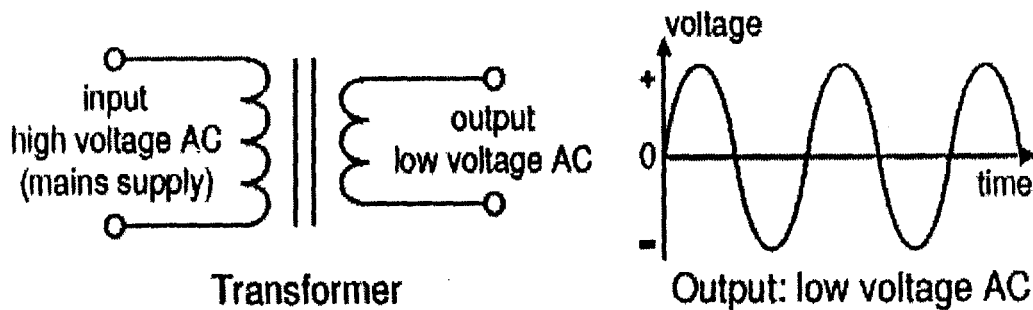 input
high voltage AC
(mains supply)
output
low voltage AC
Transformer
voltage
+
0
-
time
Output: low voltage AC